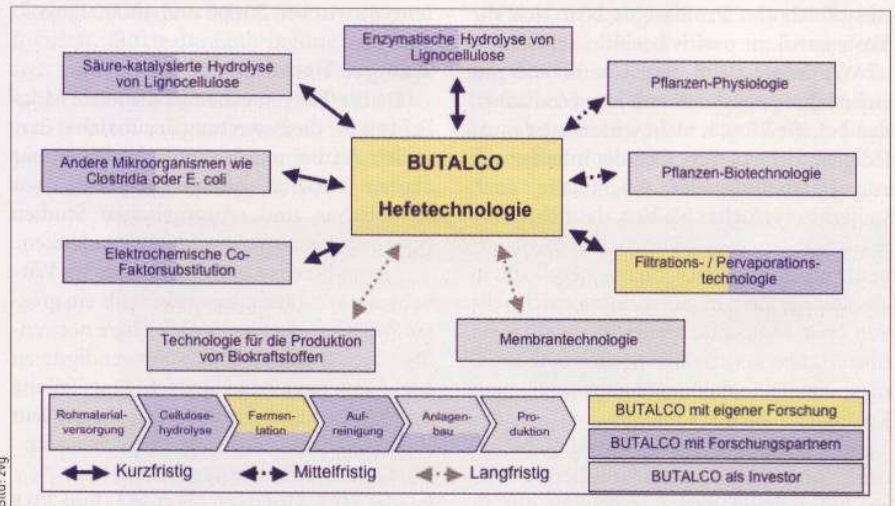 Enzymatische Hydrolyse von
Lignocellulose
Säure-katalysierte Hydrolyse
von Lignocellulose
Pflanzen-Physiologie
Andere Mikroorganismen wie
Clostridia oder E. coli
BUTALCO
Hefetechnologie
Pflanzen-Biotechnologie
Elektrochemische Co-
Faktorsubstitution
Filtrations- / Pervaporations-
technologie
Technologie für die Produktion
von Biokraftstoffen
Membrantechnologie
Rohmaterial-
versorgung
Cellulose-
hydrolyse
Fermen-
tation
Auf-
reinigung
Anlagen-
bau
Pro-
duktion
BUTALCO mit eigener Forschung
BUTALCO mit Forschungspartnern
BUTALCO als Investor
Kurzfristig
Mittelfristig
Langfristig
Bild: zvg